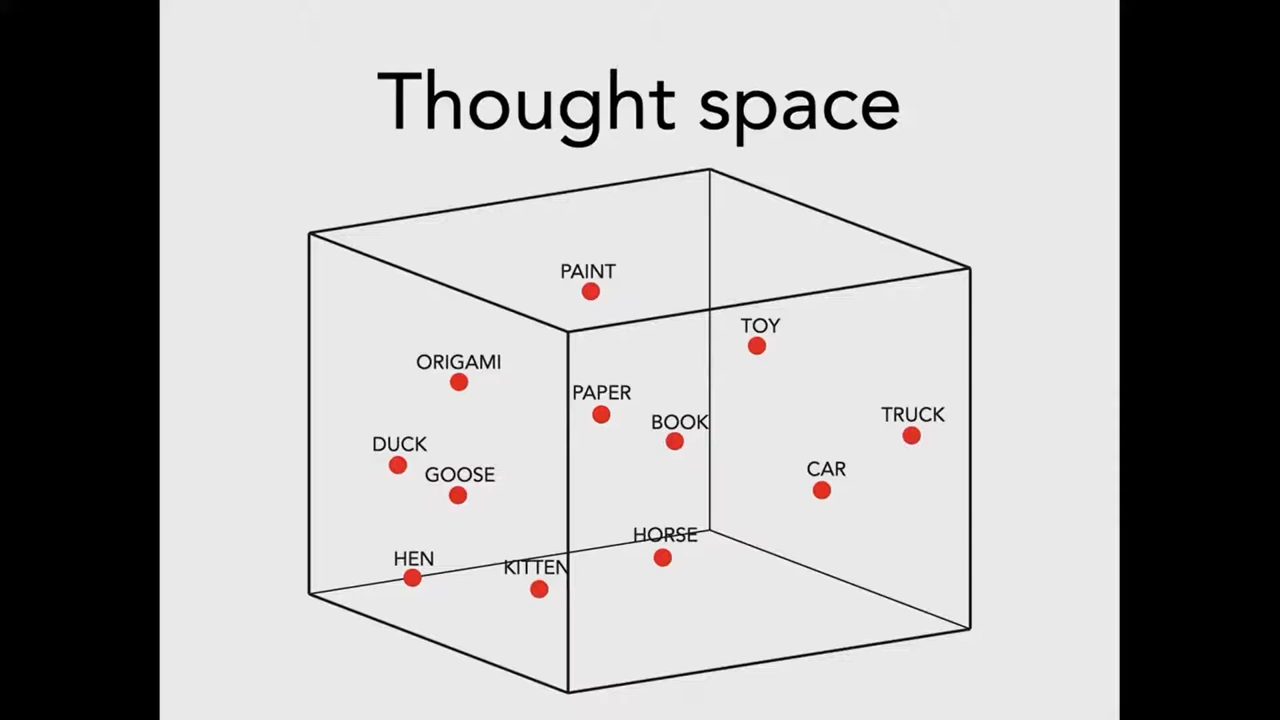 Thought space
PAINT
TOY
ORIGAMI
PAPER
BOOK
TRUCK
DUCK
GOOSE
CAR
HORSE
HEN
KITTEN